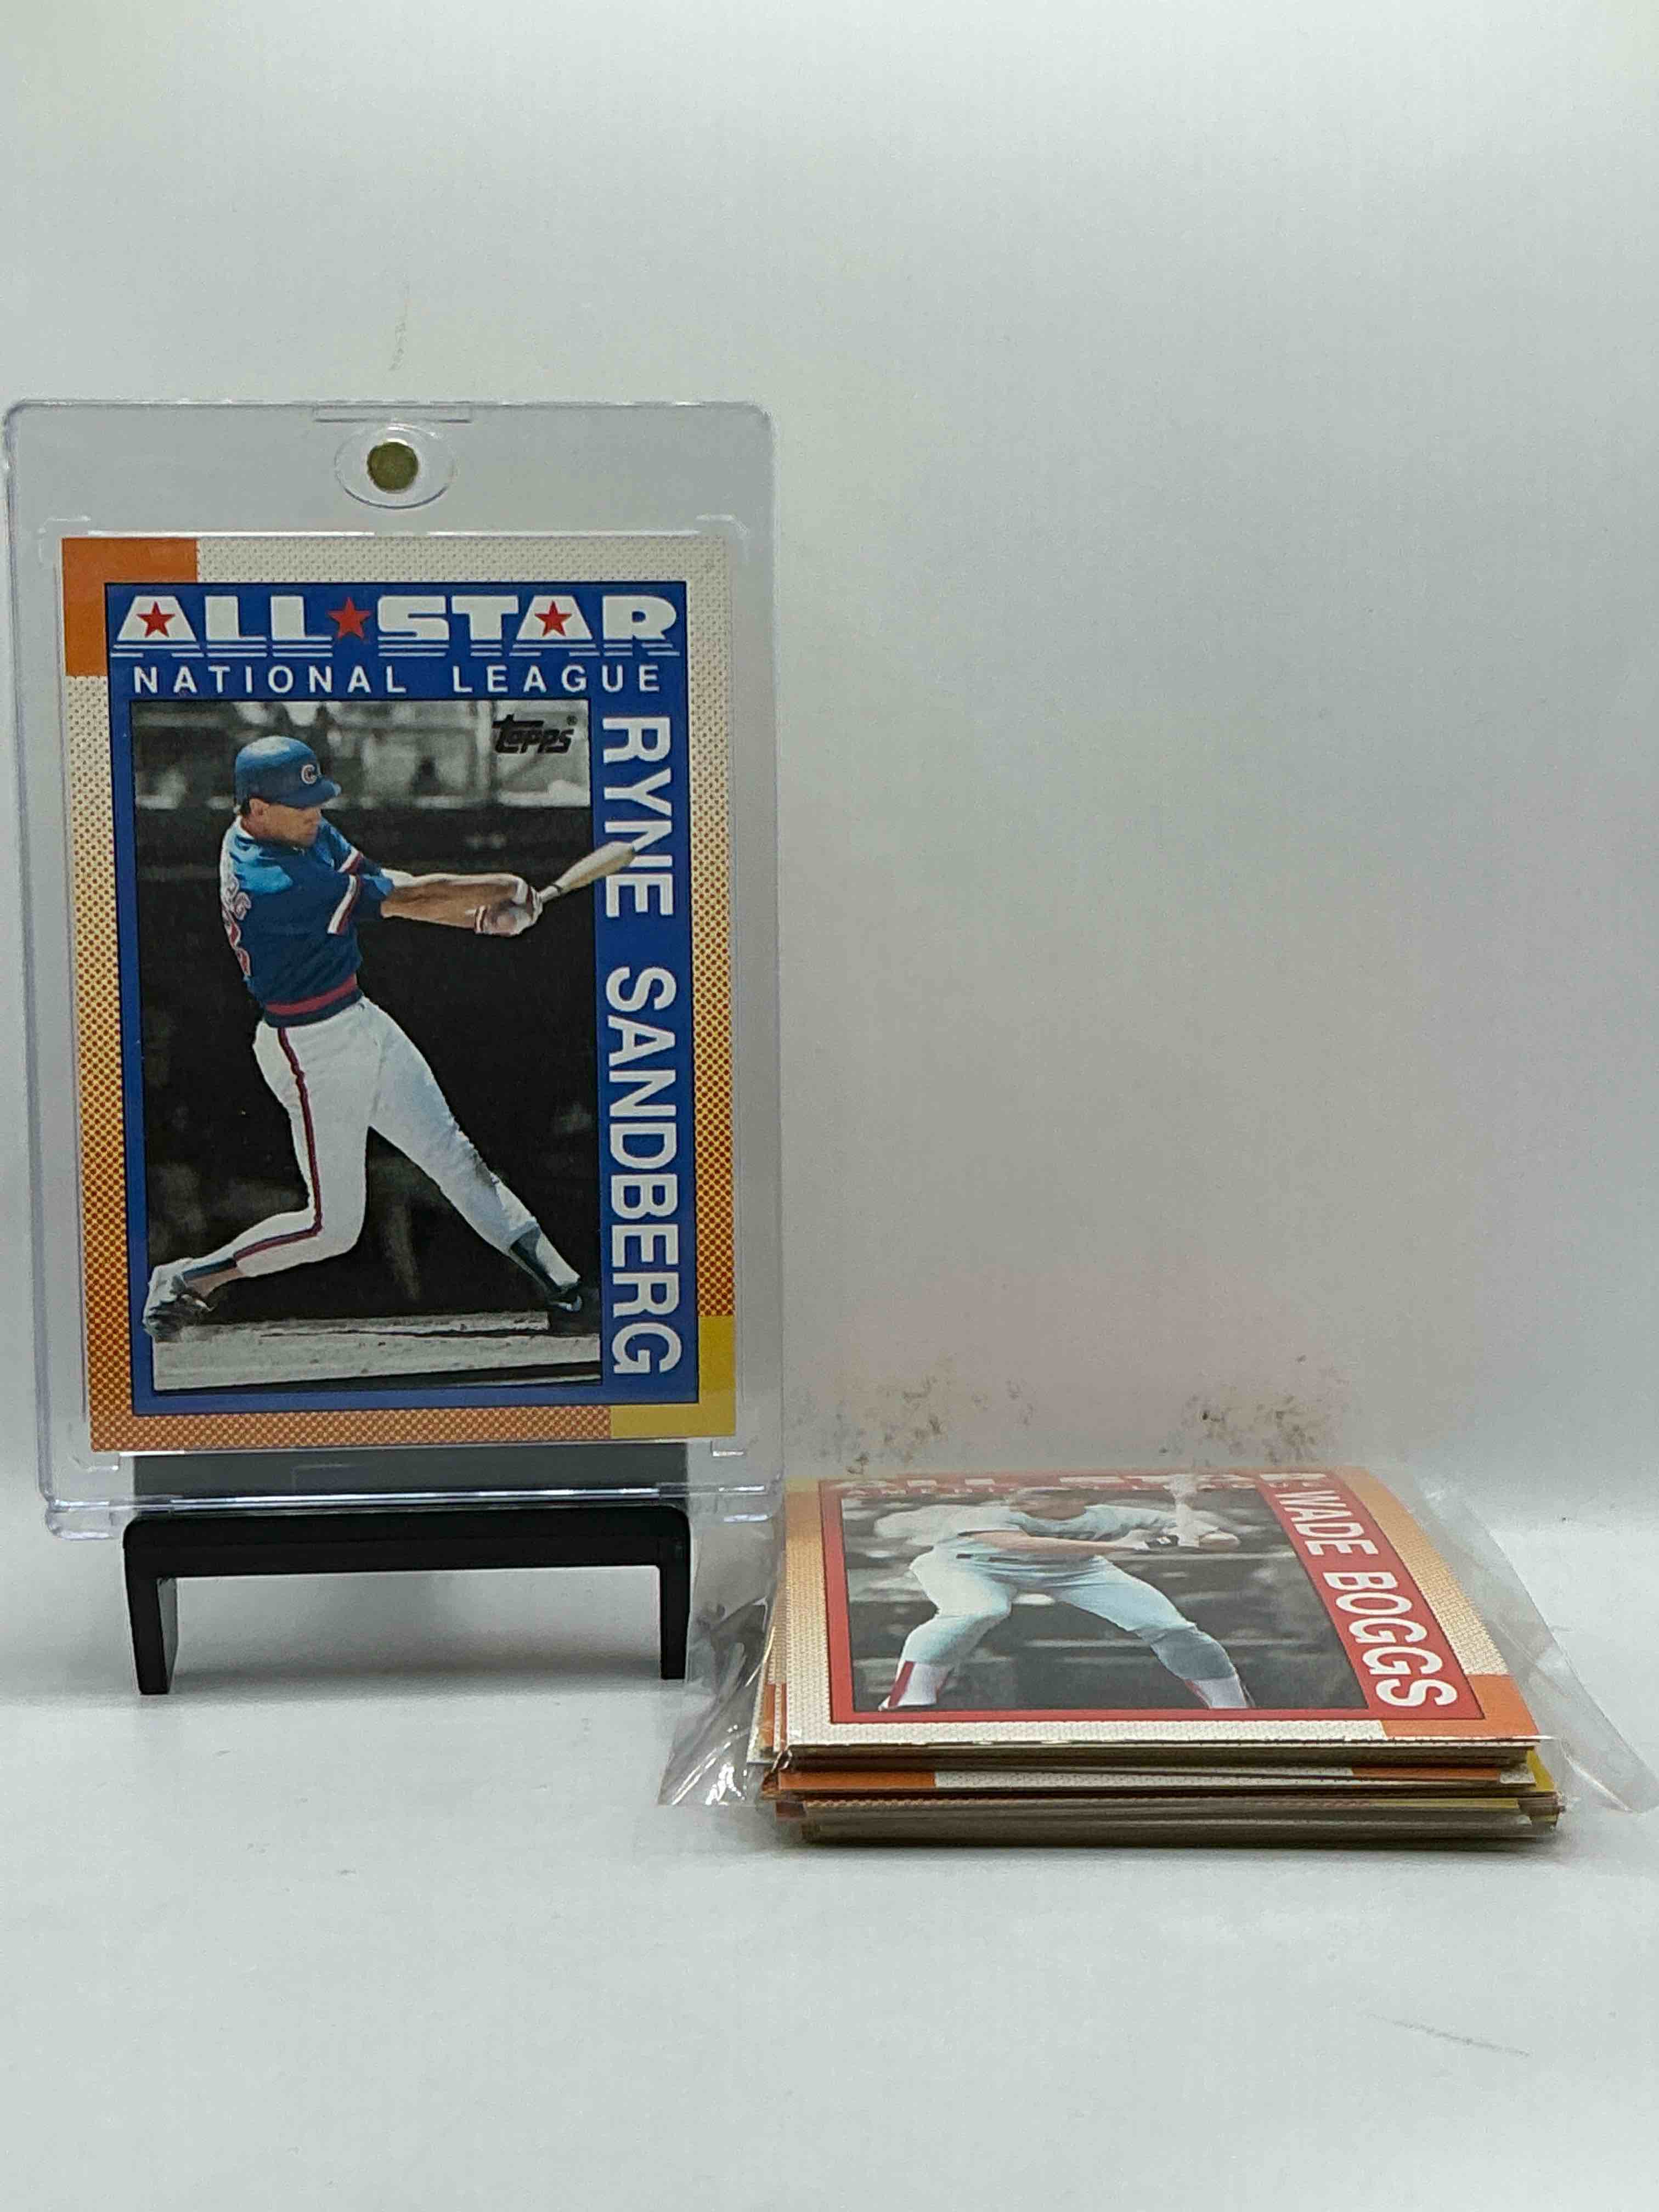 ALL★STAR
NATIONAL LEAGUE
topps®
RYNE SANDBERG
C
WADE BOGGS